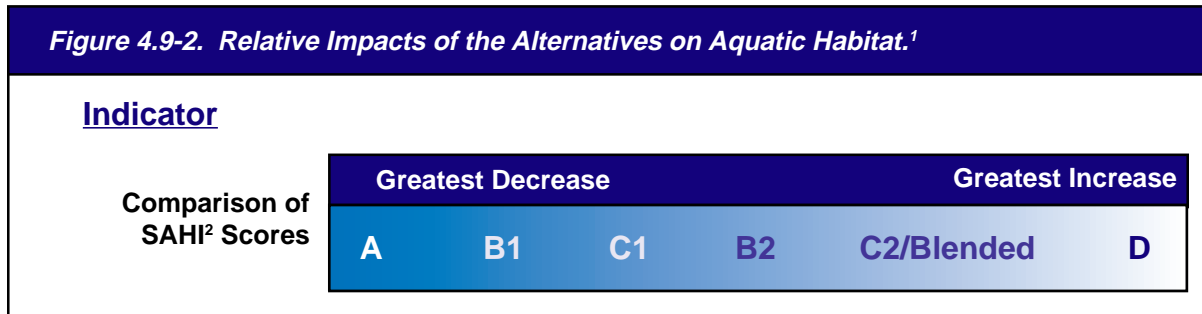 Figure 4.9-2. Relative Impacts of the Alternatives on Aquatic Habitat.¹
Indicator
Greatest Decrease Greatest Increase
Comparison of
SAHI² Scores
A B1 C1 B2 C2/Blended D